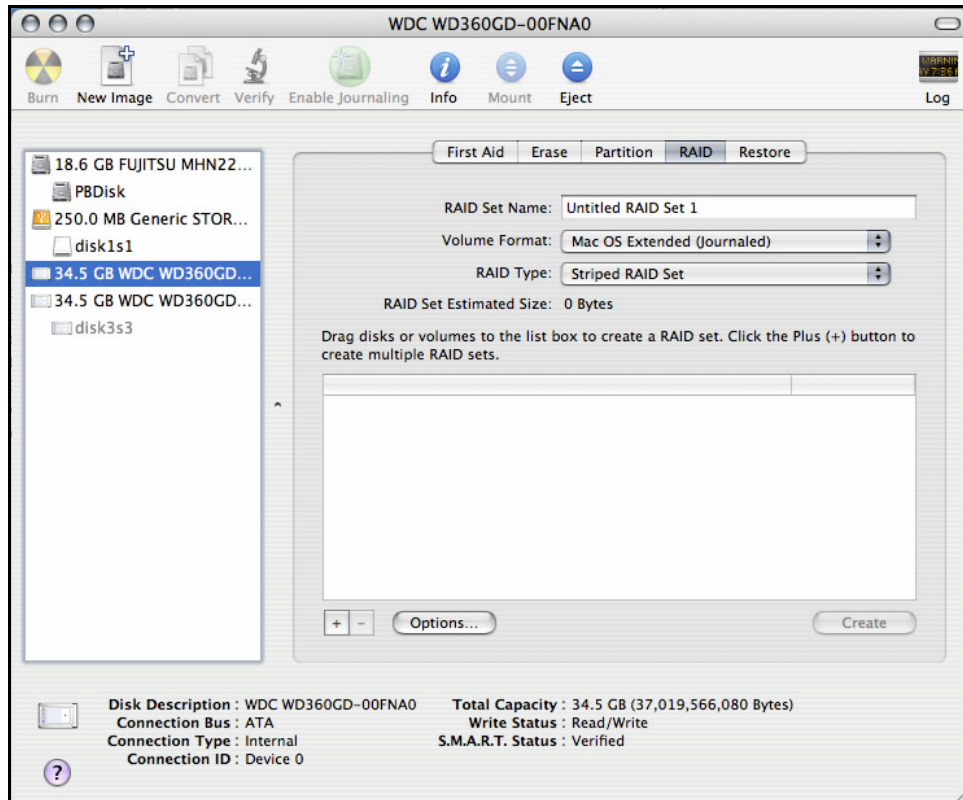 WDC WD360GD-00FNA0
Burn New Image Convert Verify Enable Journaling Info Mount Eject Log
First Aid Erase Partition RAID Restore
18.6 GB FUJITSU MHN22...
PBDisk
250.0 MB Generic STOR...
disk1s1
34.5 GB WDC WD360GD...
34.5 GB WDC WD360GD...
disk3s3
RAID Set Name: Untitled RAID Set 1
Volume Format: Mac OS Extended (Journaled)
RAID Type: Striped RAID Set
RAID Set Estimated Size: 0 Bytes
Drag disks or volumes to the list box to create a RAID set. Click the Plus (+) button to
create multiple RAID sets.
+ - Options... Create
Disk Description : WDC WD360GD-00FNA0
Connection Bus : ATA
Connection Type : Internal
Connection ID : Device 0
Total Capacity : 34.5 GB (37,019,566,080 Bytes)
Write Status : Read/Write
S.M.A.R.T. Status : Verified
?